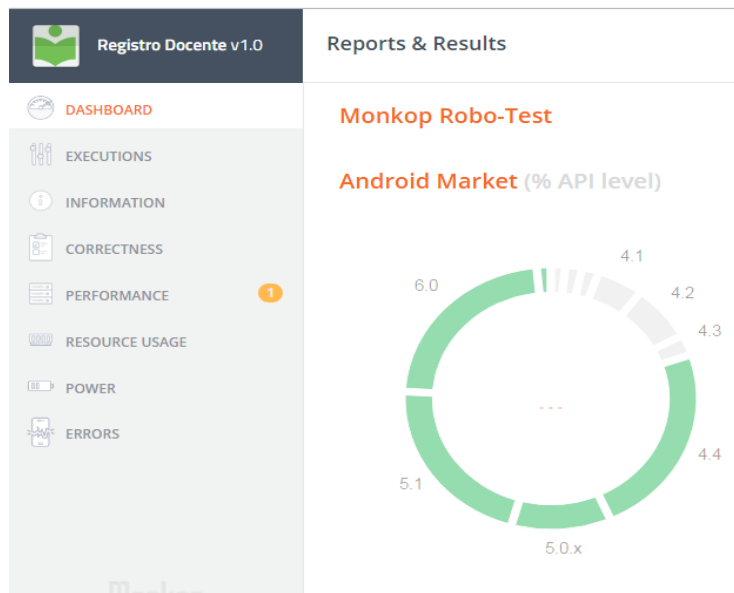 Registro Docente v1.0
Reports & Results
DASHBOARD
EXECUTIONS
INFORMATION
CORRECTNESS
PERFORMANCE 1
RESOURCE USAGE
POWER
ERRORS
Monkop Robo-Test
Android Market (% API level)
4.1
6.0
4.2
4.3
---
4.4
5.1
5.0.x